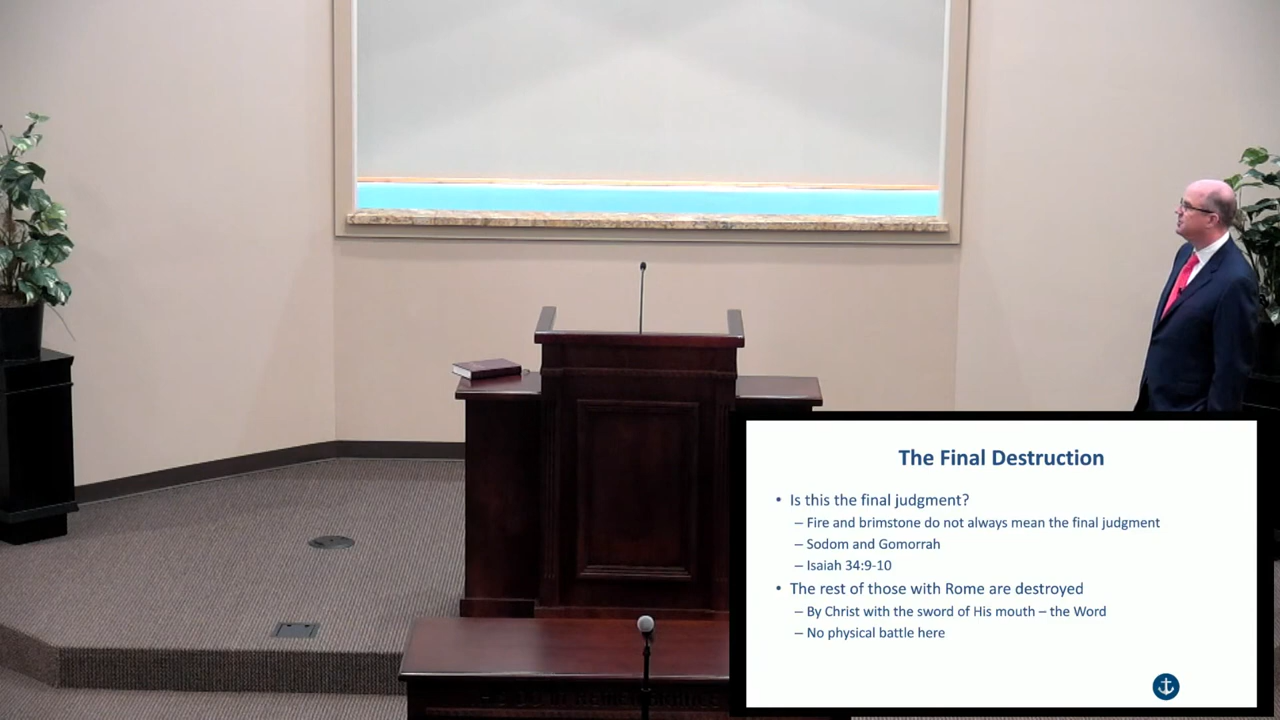 The Final Destruction
• Is this the final judgment?
– Fire and brimstone do not always mean the final judgment
– Sodom and Gomorrah
– Isaiah 34:9-10
• The rest of those with Rome are destroyed
– By Christ with the sword of His mouth – the Word
– No physical battle here